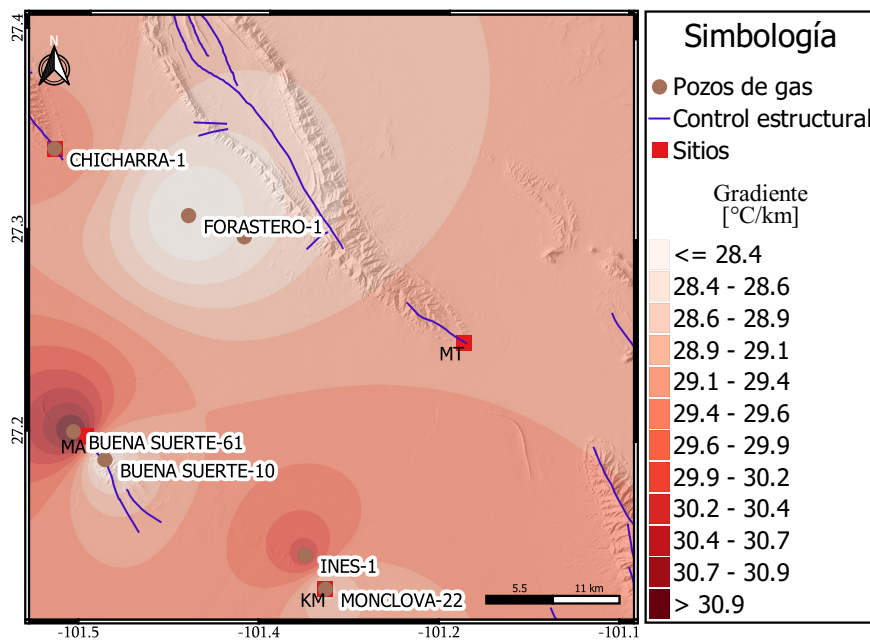 27.4
27.3
27.2
N
CHICHARRA-1
FORASTERO-1
MT
MA
BUENA SUERTE-61
BUENA SUERTE-10
INES-1
KM
MONCLOVA-22
5.5
11 km
-101.5
-101.4
-101.2
-101.1
Simbología
Pozos de gas
Control estructural
Sitios
Gradiente
[°C/km]
<= 28.4
28.4 - 28.6
28.6 - 28.9
28.9 - 29.1
29.1 - 29.4
29.4 - 29.6
29.6 - 29.9
29.9 - 30.2
30.2 - 30.4
30.4 - 30.7
30.7 - 30.9
> 30.9